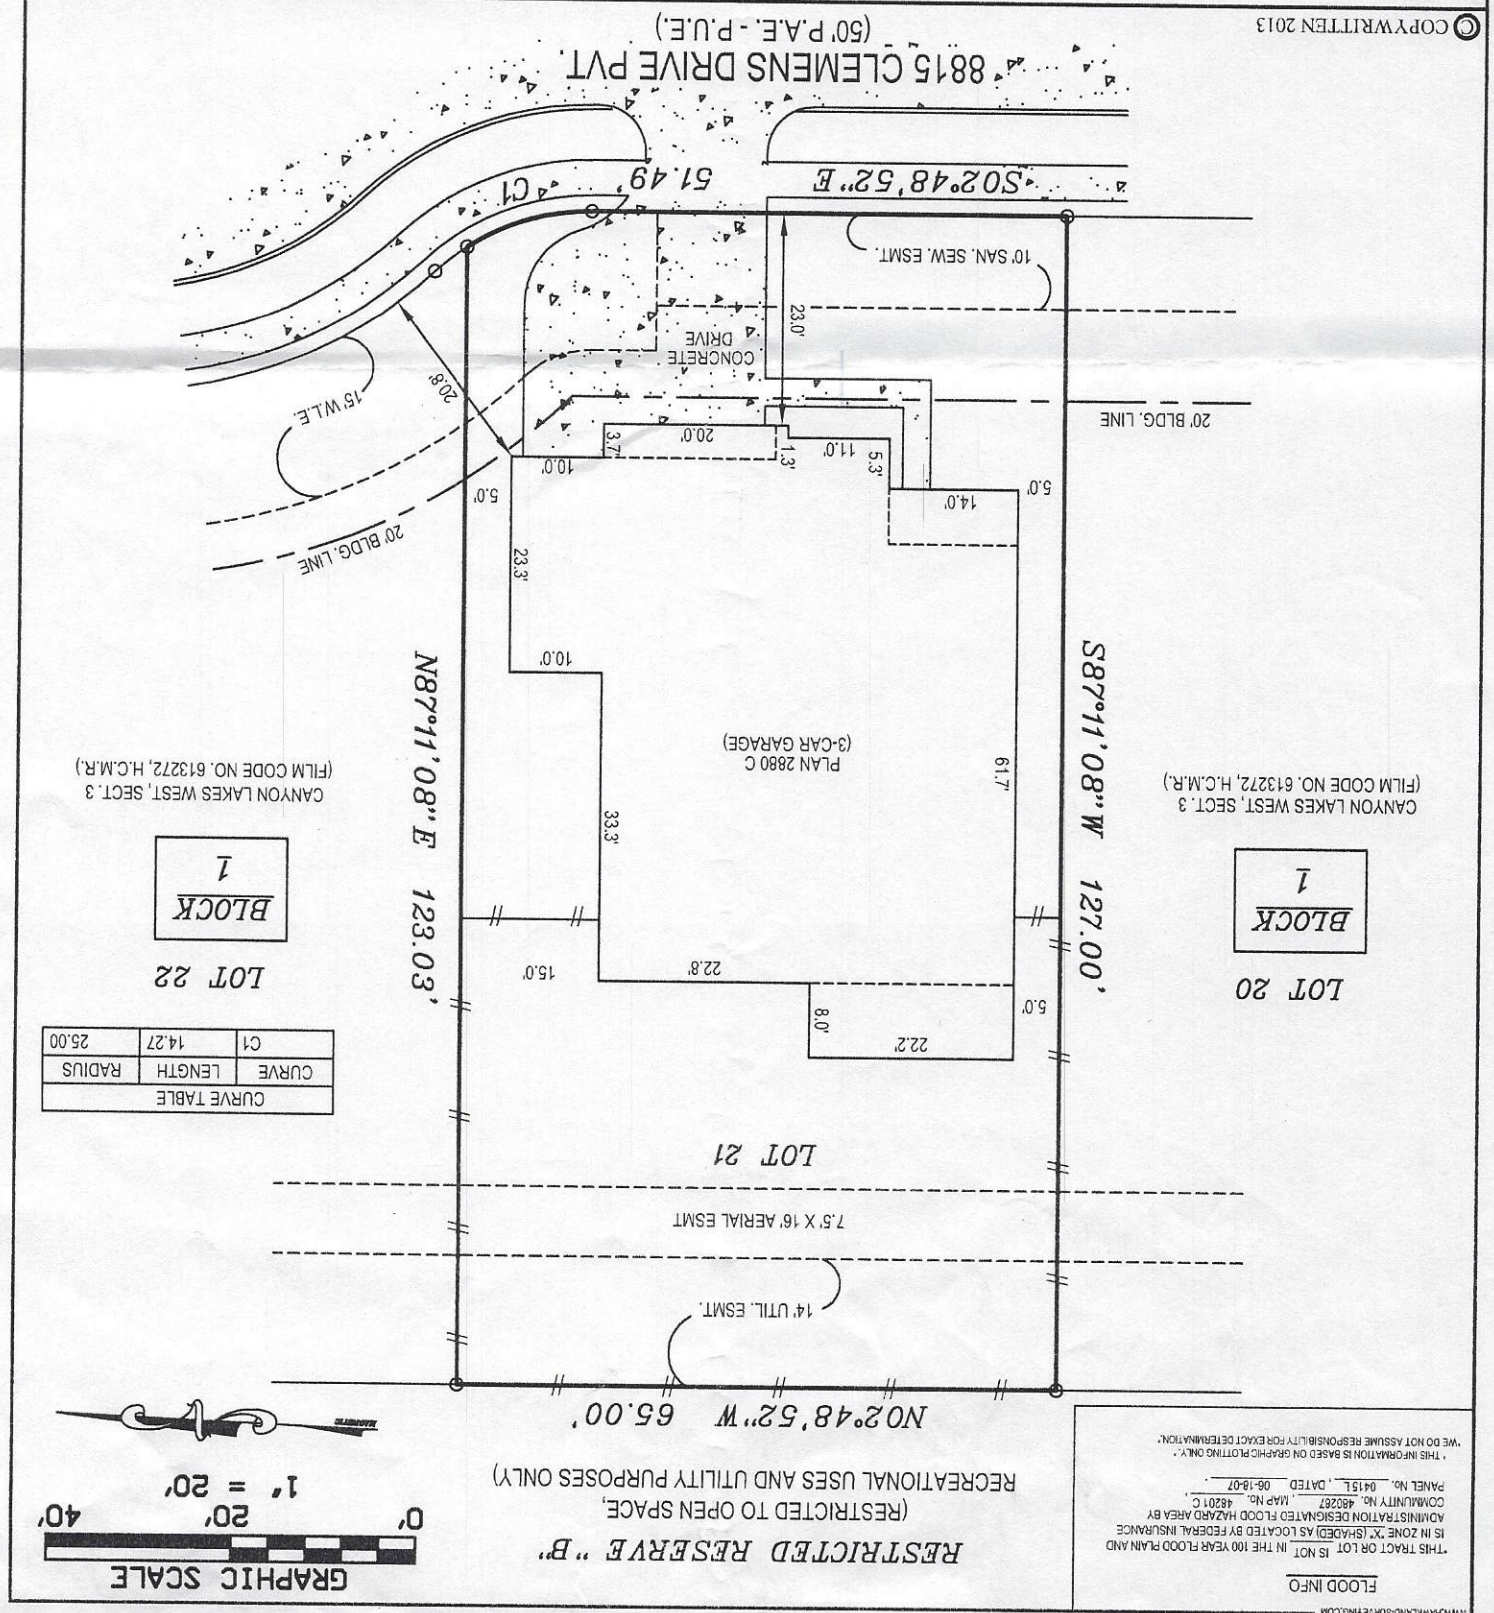 WWW.HYLAND-SURVEYING.COM
FLOOD INFO
"THIS TRACT OR LOT IS NOT IN THE 100 YEAR FLOOD PLAIN AND
IS IN ZONE "X" (SHADED) AS LOCATED BY FEDERAL INSURANCE
ADMINISTRATION DESIGNATED FLOOD HAZARD AREA BY
COMMUNITY No. 480287, MAP No. 48201 C,
PANEL NO. 0415 L, DATED 06-18-07.
"THIS INFORMATION IS BASED ON GRAPHIC PLOTTING ONLY."
"WE DO NOT ASSUME RESPONSIBILITY FOR EXACT DETERMINATION."
RESTRICTED RESERVE "B"
(RESTRICTED TO OPEN SPACE,
RECREATIONAL USES AND UTILITY PURPOSES ONLY)
GRAPHIC SCALE
0' 20' 40'
1" = 20'
MAGNETIC
N02°48'52"W 65.00'
14' UTIL. ESMT.
7.5' X 16' AERIAL ESMT
LOT 21
CURVE TABLE
CURVE LENGTH RADIUS
C1 14.27 25.00
22.2'
8.0'
5.0'
22.8'
15.0'
LOT 20
BLOCK
1
CANYON LAKES WEST, SECT. 3
(FILM CODE NO. 613272, H.C.M.R.)
LOT 22
BLOCK
1
CANYON LAKES WEST, SECT. 3
(FILM CODE NO. 613272, H.C.M.R.)
S87°11'08"W 127.00'
N87°11'08"E 123.03'
61.7'
33.3'
PLAN 2880 C
(3-CAR GARAGE)
10.0'
23.3'
20' BLDG. LINE
5.0'
14.0'
5.3'
11.0'
1.3'
20.0'
3.7'
10.0'
5.0'
20' BLDG. LINE
15' W.L.E.
20.8'
CONCRETE
DRIVE
23.0'
10' SAN. SEW. ESMT.
S02°48'52"E 51.49'
C1
8815 CLEMENS DRIVE PVT.
(50' P.A.E. - P.U.E.)
© COPYWRITTEN 2013